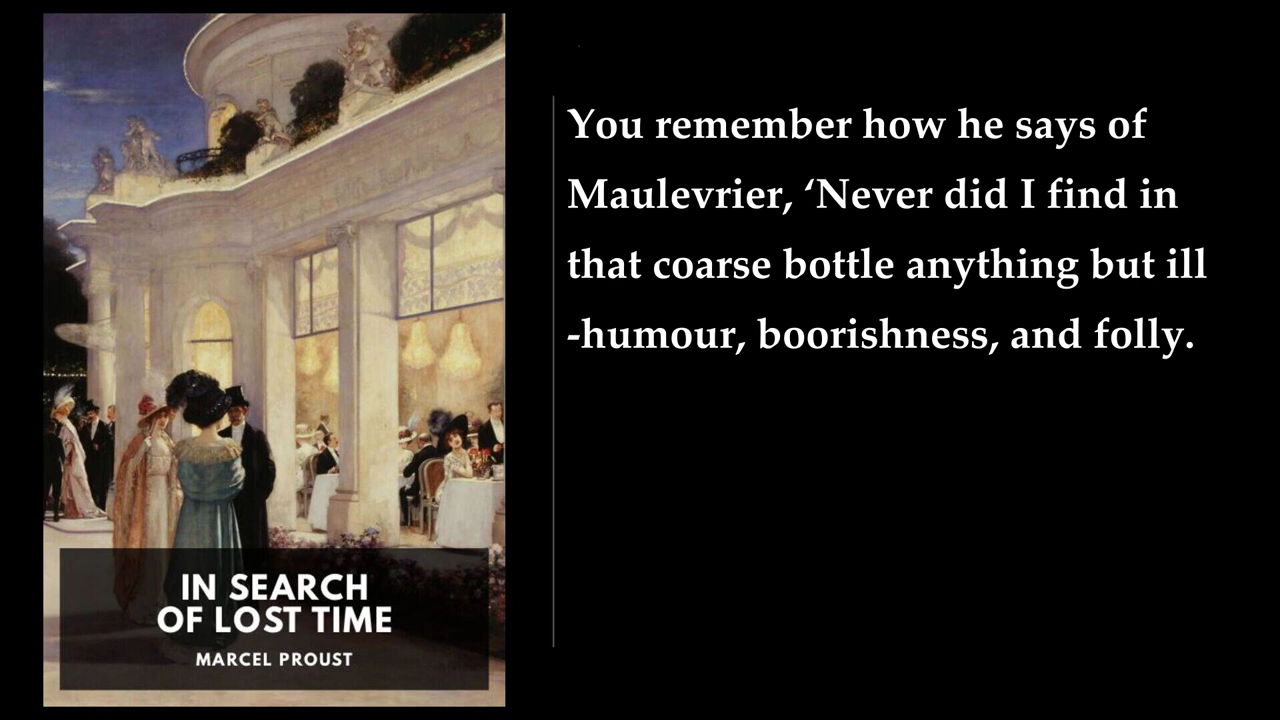 IN SEARCH
OF LOST TIME
MARCEL PROUST
You remember how he says of
Maulevrier, ‘Never did I find in
that coarse bottle anything but ill
-humour, boorishness, and folly.